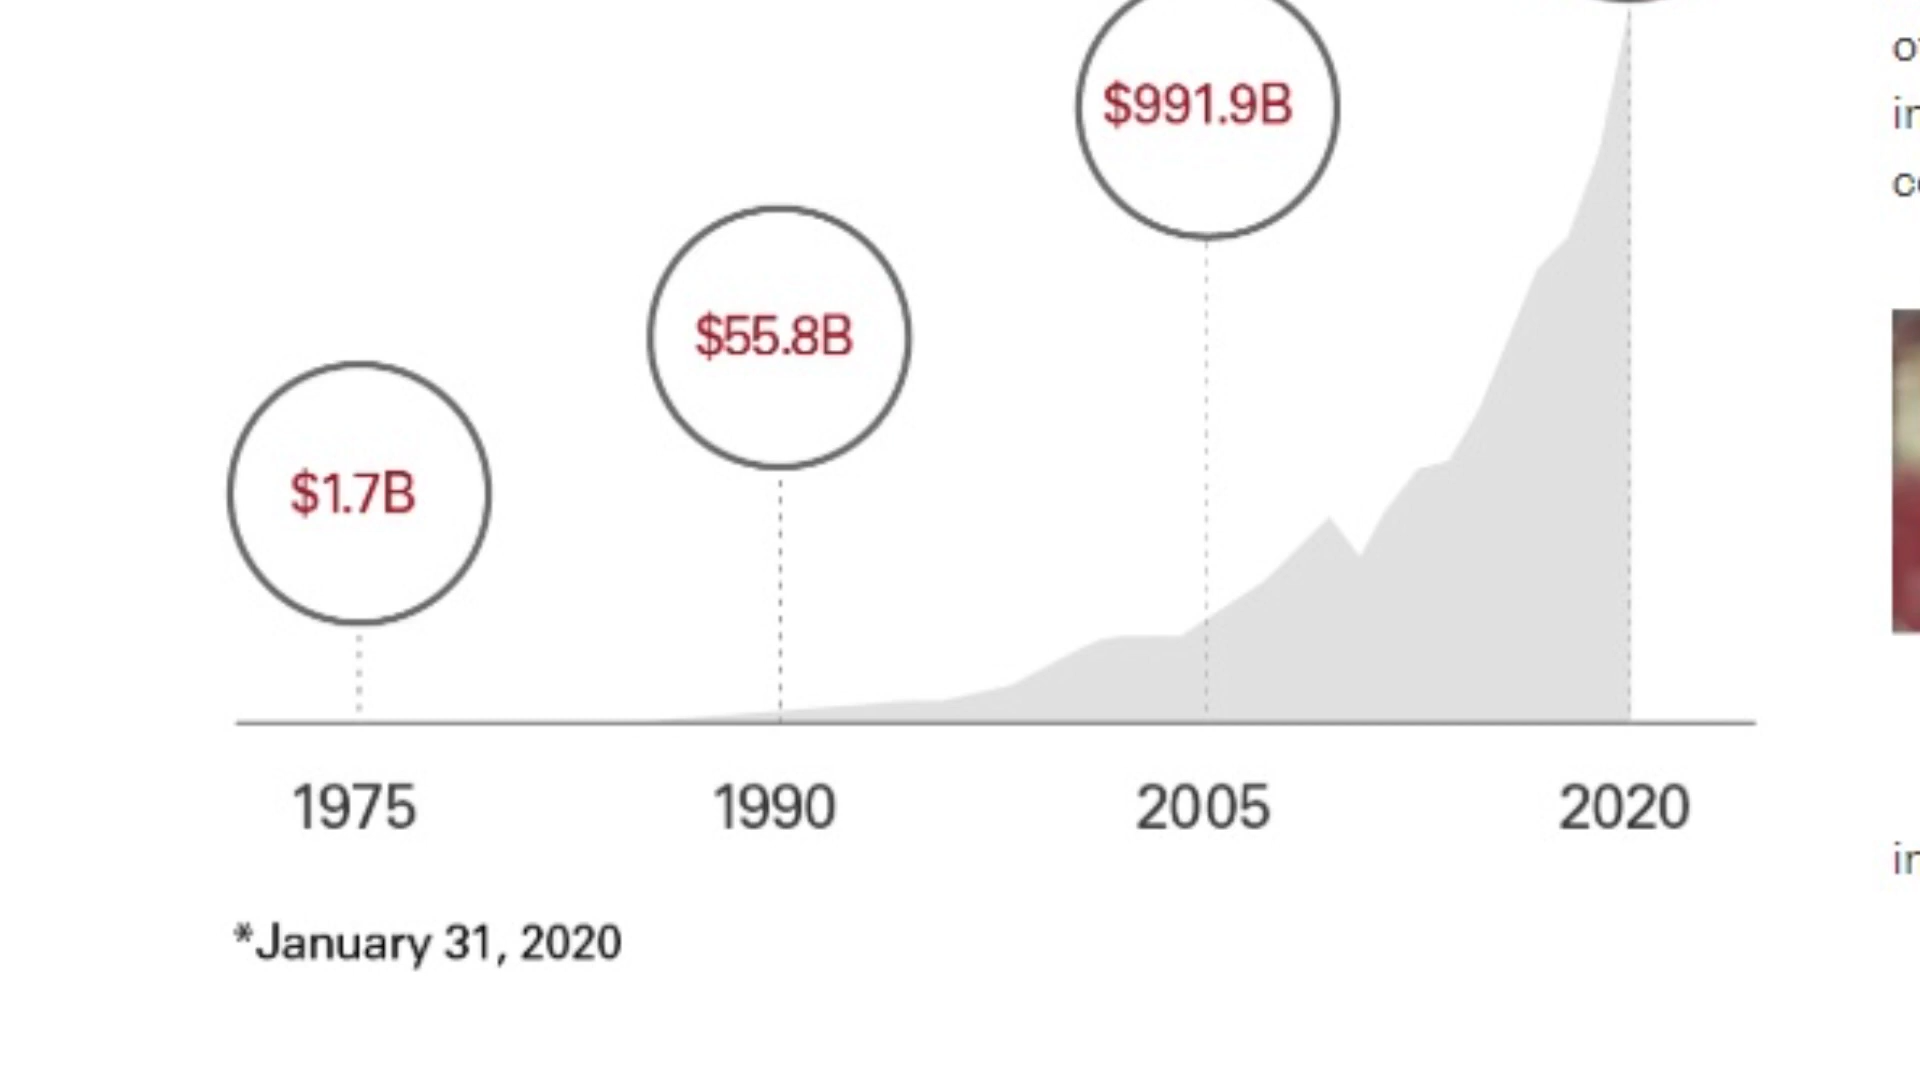 $991.9B
$55.8B
$1.7B
1975 1990 2005 2020
*January 31, 2020